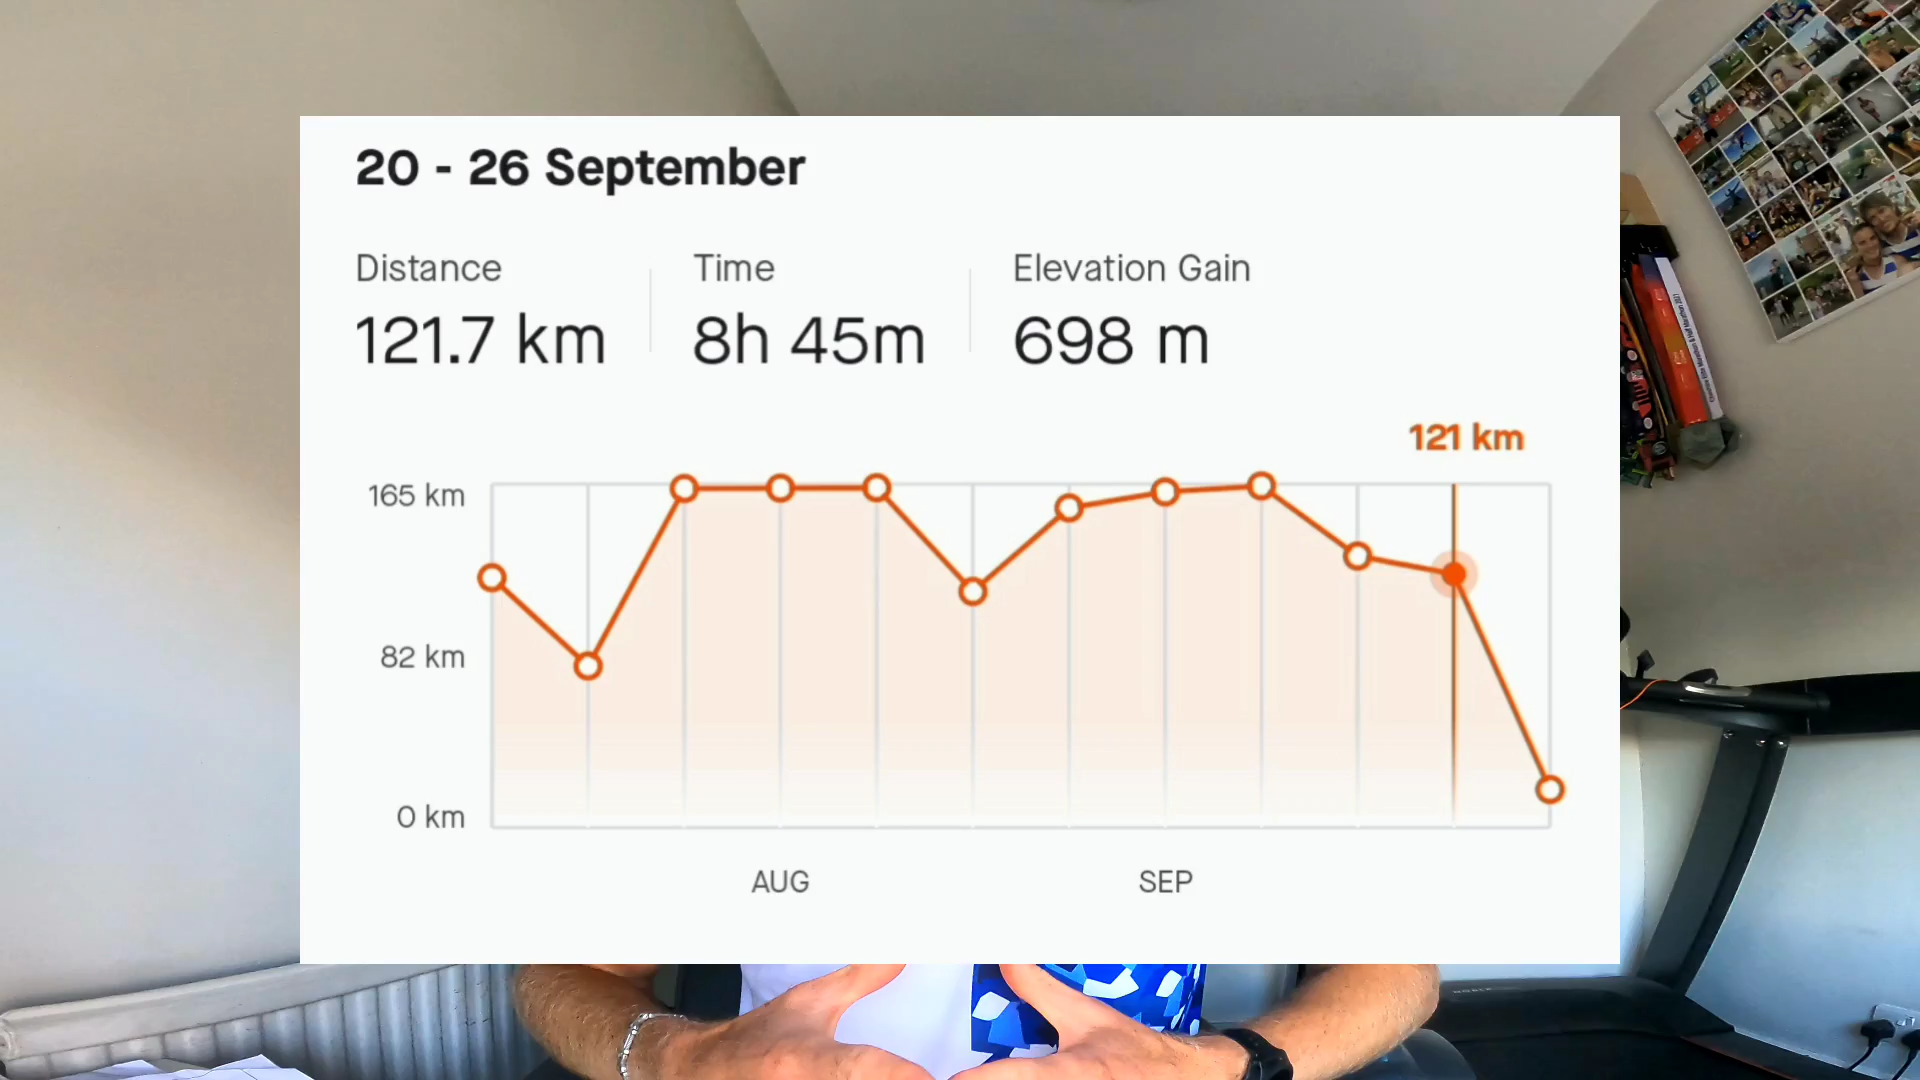 20 - 26 September
Distance
Time
Elevation Gain
121.7 km
8h 45m
698 m
121 km
165 km
82 km
0 km
AUG
SEP